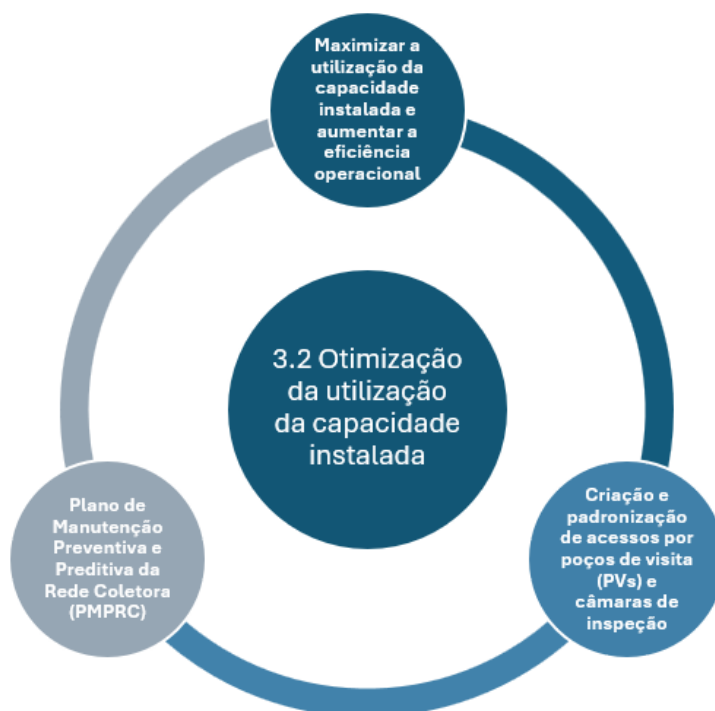 Maximizar a
utilização da
capacidade
instalada e
aumentar a
eficiência
operacional
3.2 Otimização
da utilização
da capacidade
instalada
Plano de
Manutenção
Preventiva e
Preditiva da
Rede Coletora
(PMPRC)
Criação e
padronização
de acessos por
poços de visita
(PVs) e
câmaras de
inspeção